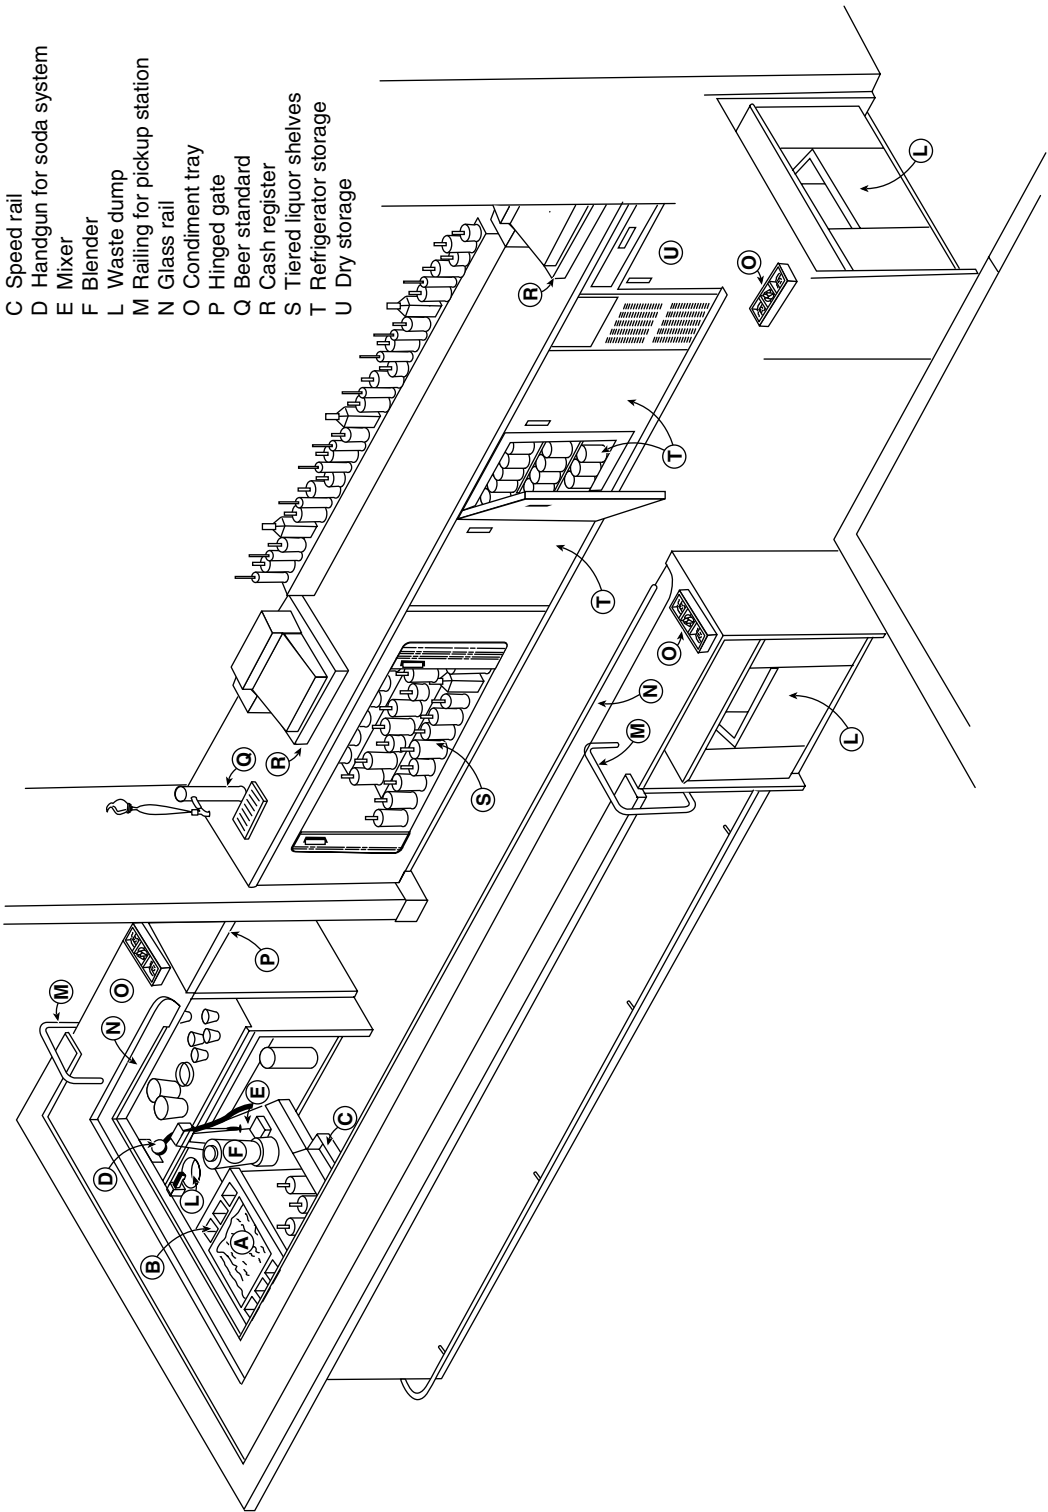 C Speed rail
D Handgun for soda system
E Mixer
F Blender
L Waste dump
M Railing for pickup station
N Glass rail
O Condiment tray
P Hinged gate
Q Beer standard
R Cash register
S Tiered liquor shelves
T Refrigerator storage
U Dry storage
M
O
N
P
D
L
B
A
F
E
C
Q
R
S
T
T
R
U
O
L
N
M
O
L